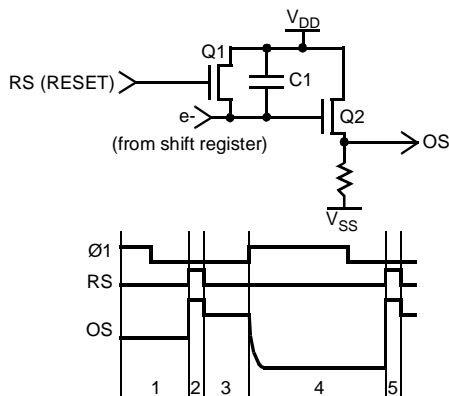 V_DD
Q1
RS (RESET)
C1
e-
Q2
(from shift register)
OS
V_SS
Ø1
RS
OS
1 2 3 4 5